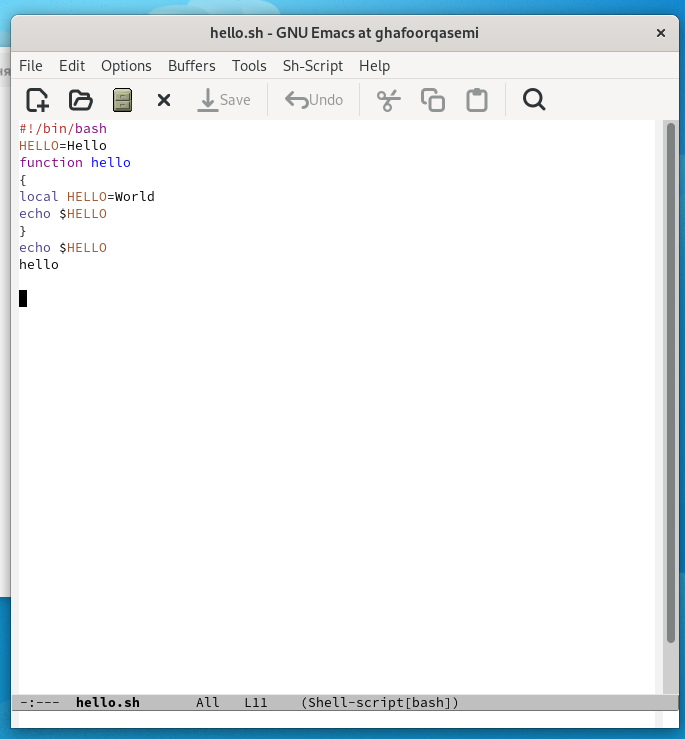 hello.sh - GNU Emacs at ghafoorqasemi ×
File Edit Options Buffers Tools Sh-Script Help
Save Undo
#!/bin/bash
HELLO=Hello
function hello
{
local HELLO=World
echo $HELLO
}
echo $HELLO
hello
-:--- hello.sh All L11 (Shell-script[bash])